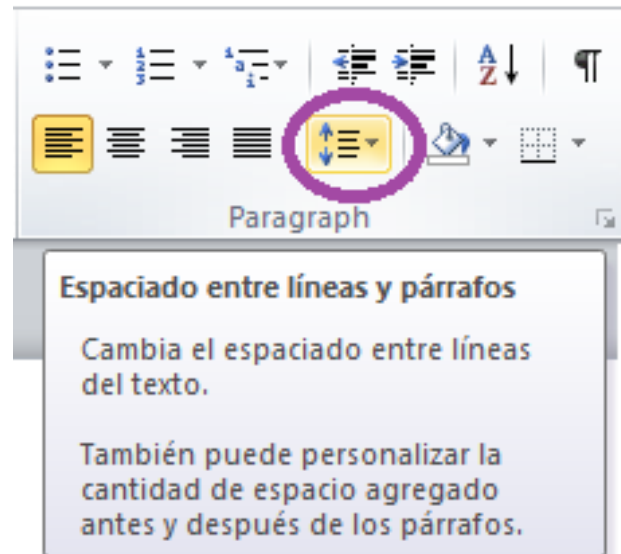 Paragraph
Espaciado entre líneas y párrafos
Cambia el espaciado entre líneas
del texto.
También puede personalizar la
cantidad de espacio agregado
antes y después de los párrafos.